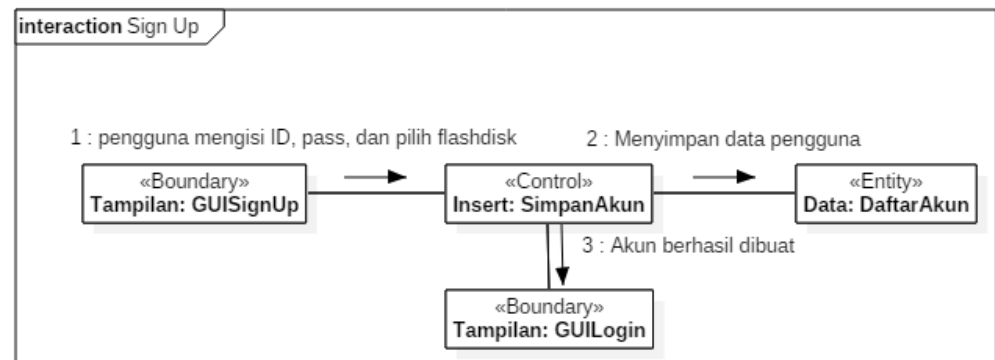 interaction Sign Up
1 : pengguna mengisi ID, pass, dan pilih flashdisk
2 : Menyimpan data pengguna
«Boundary»
Tampilan: GUISignUp
«Control»
Insert: SimpanAkun
«Entity»
Data: DaftarAkun
3 : Akun berhasil dibuat
«Boundary»
Tampilan: GUILogin